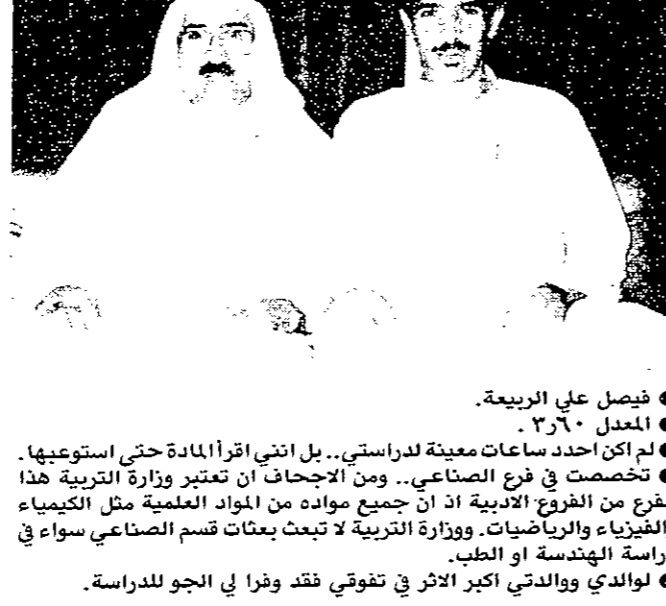 فيصل علي الربيعة.
المعدل ٦٠ر٣ .
لم اكن احدد ساعات معينة لدراستي.. بل انني اقرأ المادة حتى استوعبها.
تخصصت في فرع الصناعي.. ومن الاجحاف ان تعتبر وزارة التربية هذا
لفرع من الفروع الادبية اذ ان جميع مواده من المواد العلمية مثل الكيمياء
الفيزياء والرياضيات. ووزارة التربية لا تبعث بعثات قسم الصناعي سواء في
راسة الهندسة او الطب.
لوالدي ووالدتي اكبر الاثر في تفوقي فقد وفرا لي الجو للدراسة.